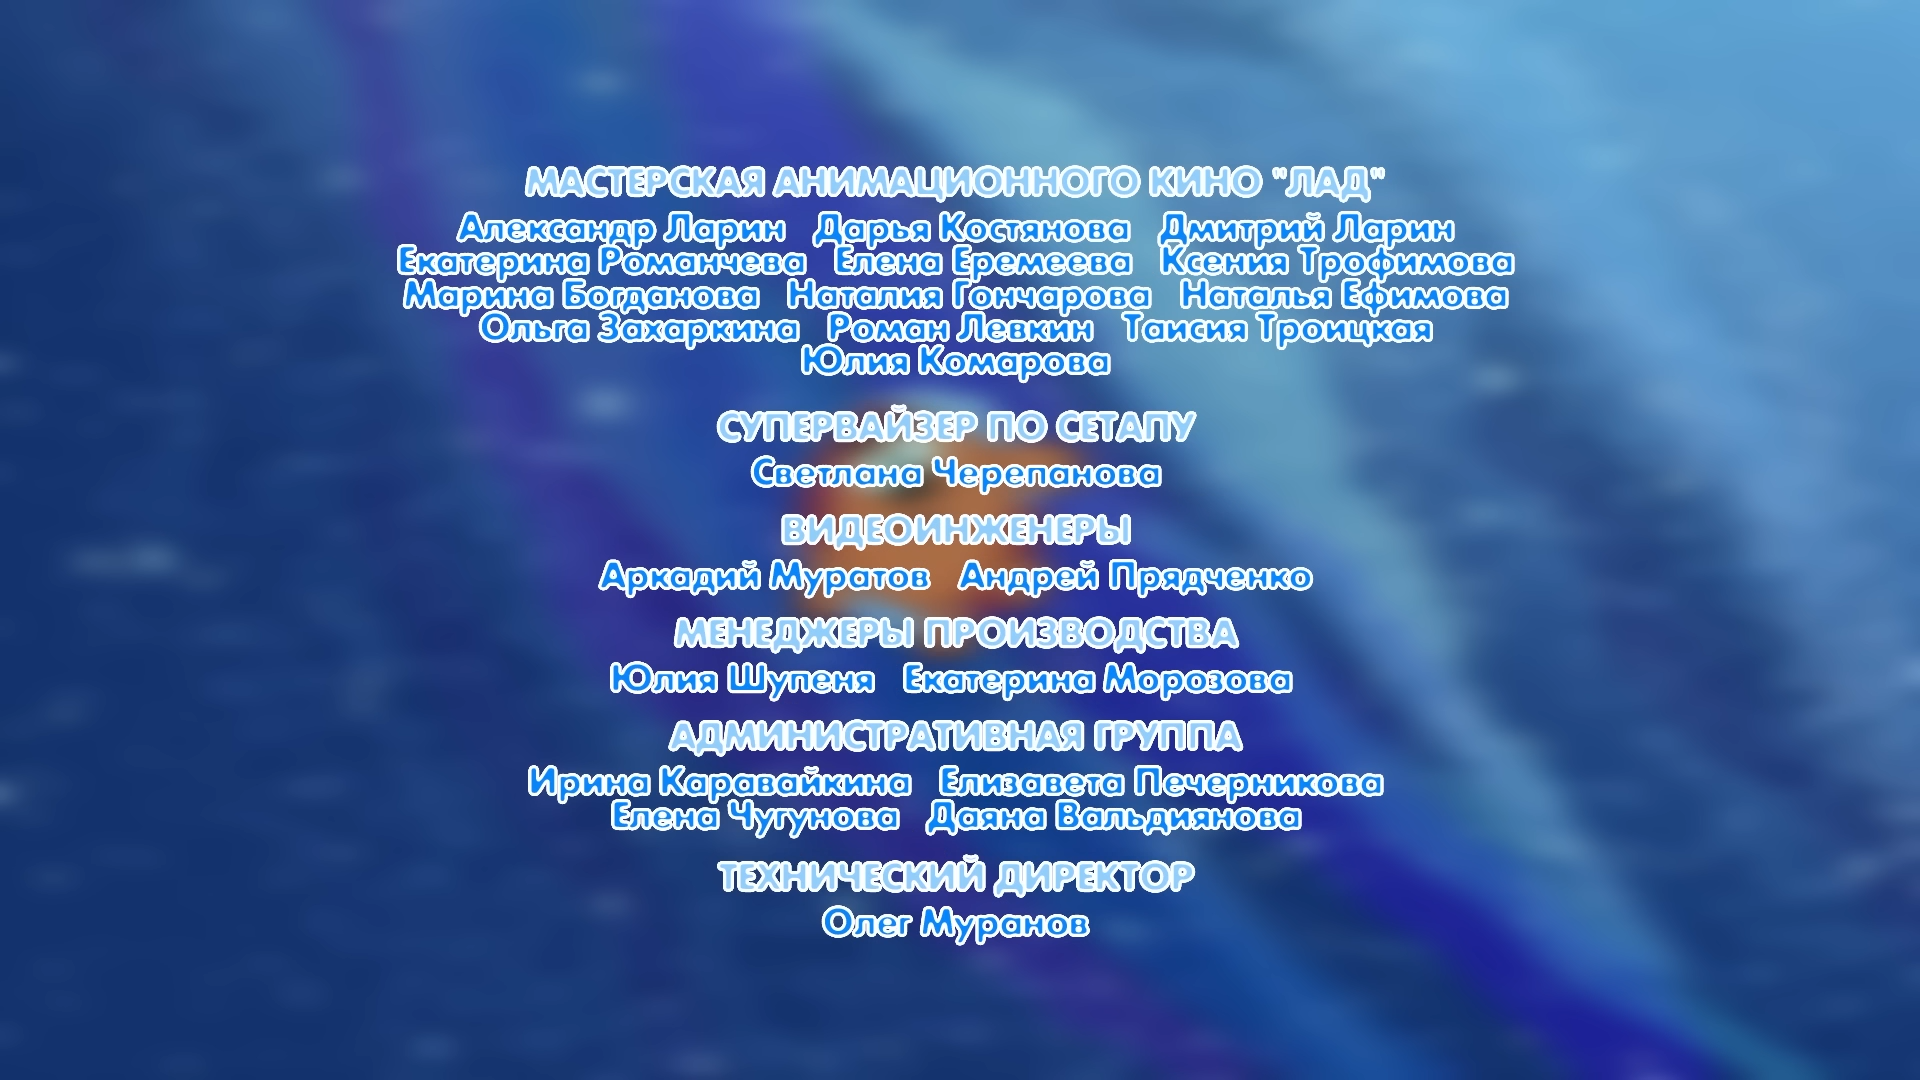 МАСТЕРСКАЯ АНИМАЦИОННОГО КИНО "ЛАД"
Александр Ларин Дарья Костянова Дмитрий Ларин
Екатерина Романчева Елена Еремеева Ксения Трофимова
Марина Богданова Наталия Гончарова Наталья Ефимова
Ольга Захаркина Роман Левкин Таисия Троицкая
Юлия Комарова
СУПЕРВАЙЗЕР ПО СЕТАПУ
Светлана Черепанова
ВИДЕОИНЖЕНЕРЫ
Аркадий Муратов Андрей Прядченко
МЕНЕДЖЕРЫ ПРОИЗВОДСТВА
Юлия Шупеня Екатерина Морозова
АДМИНИСТРАТИВНАЯ ГРУППА
Ирина Каравайкина Елизавета Печерникова
Елена Чугунова Даяна Вальдиянова
ТЕХНИЧЕСКИЙ ДИРЕКТОР
Олег Муранов